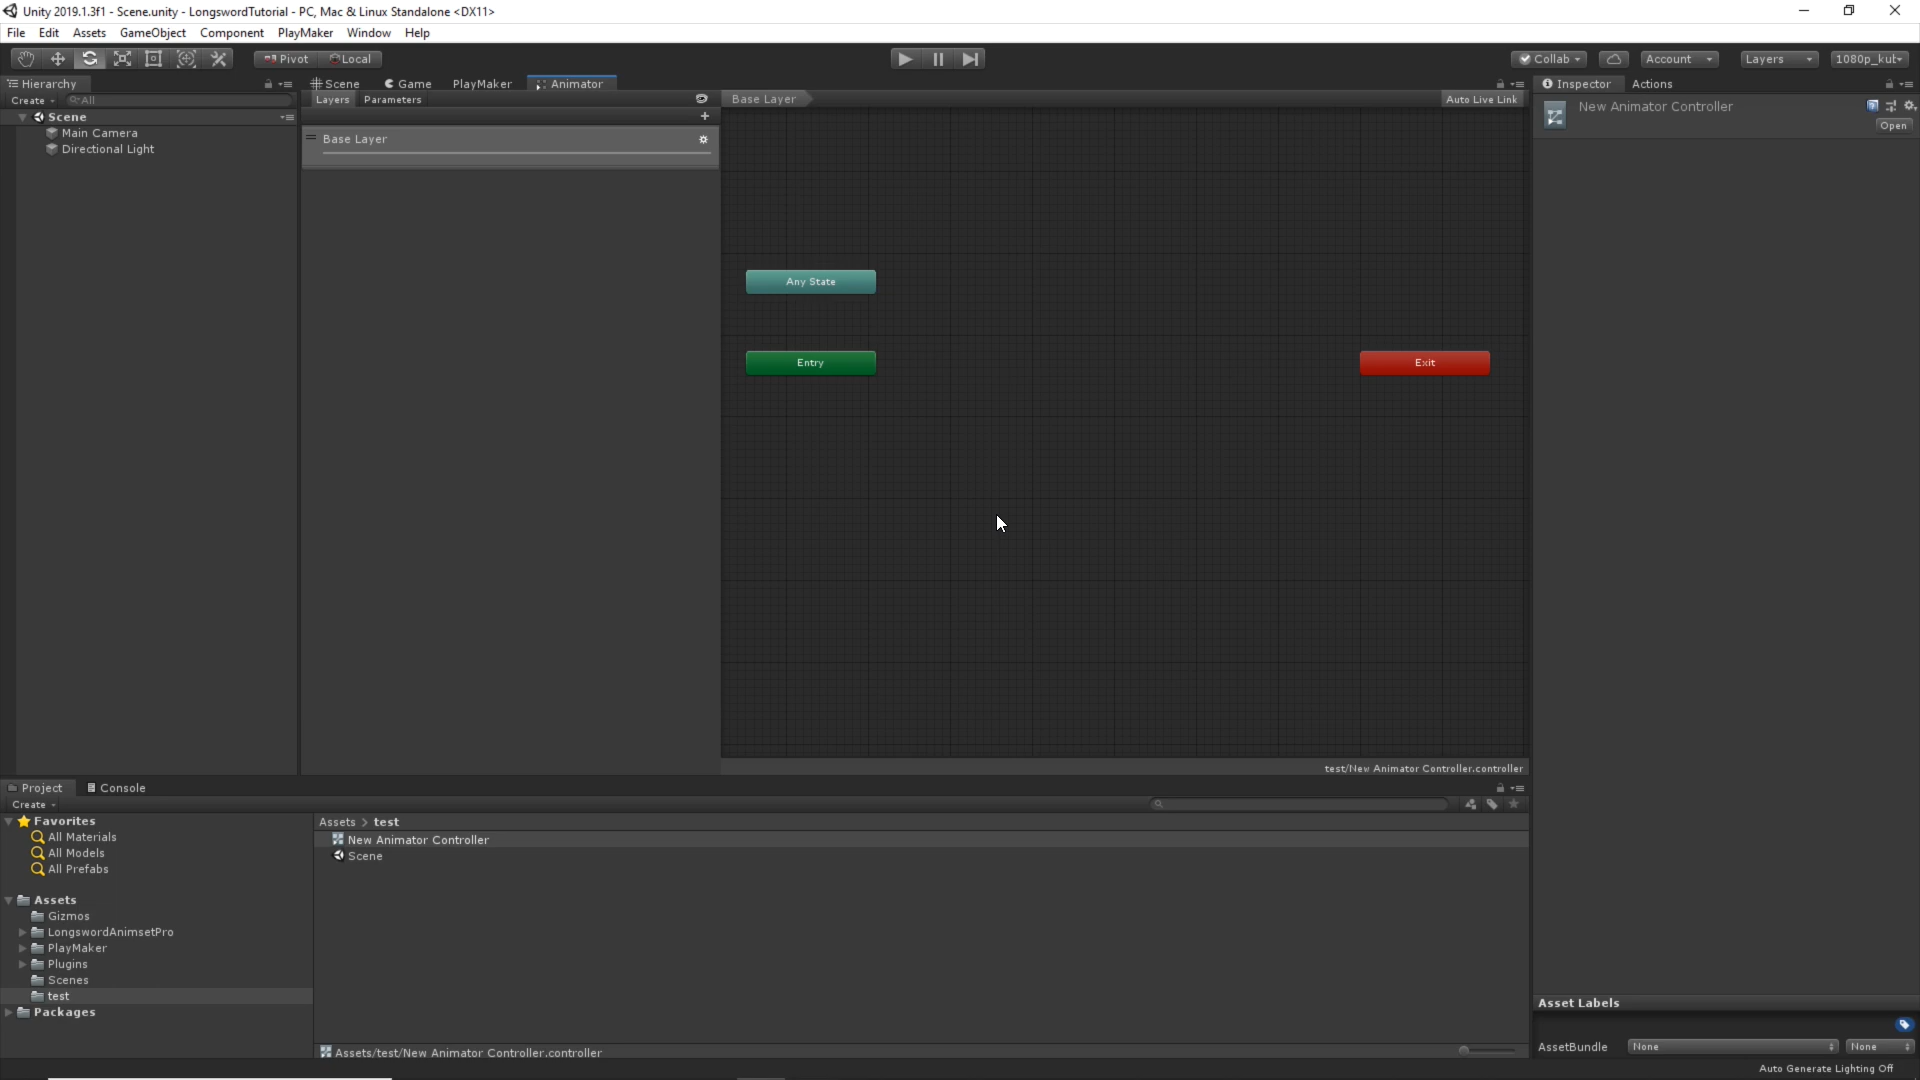 Unity 2019.1.3f1 - Scene.unity - LongswordTutorial - PC, Mac & Linux Standalone <DX11>
File Edit Assets GameObject Component PlayMaker Window Help
Pivot Local Collab Account Layers 1080p_kut
Hierarchy Scene Game PlayMaker Animator Inspector Actions
Create All Layers Parameters Base Layer Auto Live Link New Animator Controller
Open
Scene
Main Camera
Directional Light
Base Layer
Any State
Entry
Exit
test/New Animator Controller.controller
Project Console
Create
Favorites
All Materials
All Models
All Prefabs
Assets
Gizmos
LongswordAnimsetPro
PlayMaker
Plugins
Scenes
test
Packages
Assets > test
New Animator Controller
Scene
Assets/test/New Animator Controller.controller
Asset Labels
AssetBundle None None
Auto Generate Lighting Off